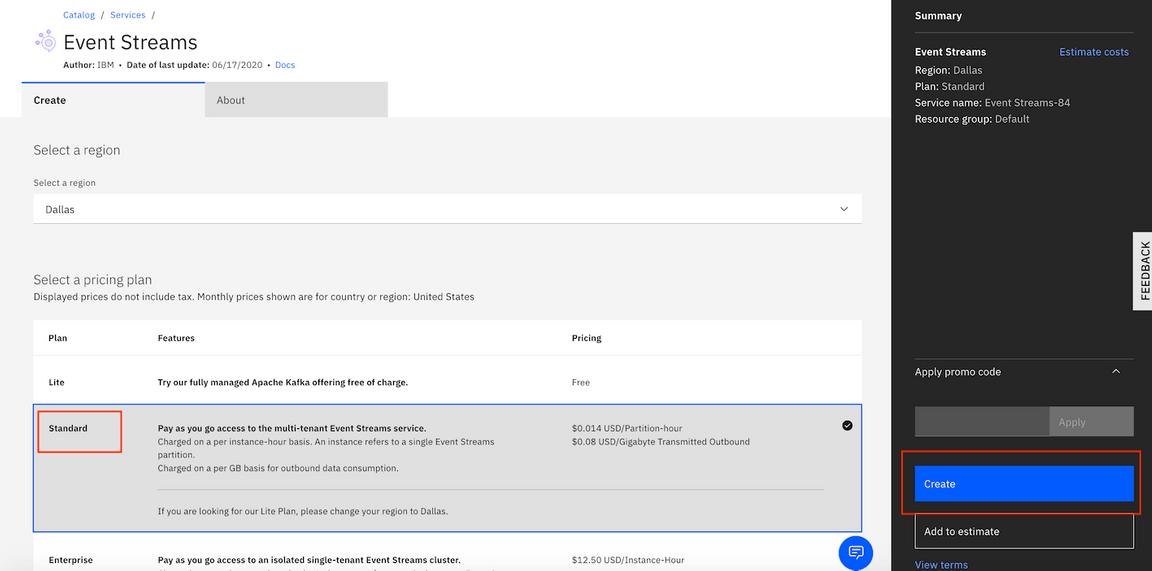 Catalog / Services /
Event Streams
Author: IBM • Date of last update: 06/17/2020 • Docs
Create
About
Select a region
Select a region
Dallas
Select a pricing plan
Displayed prices do not include tax. Monthly prices shown are for country or region: United States
Plan Features Pricing
Lite Try our fully managed Apache Kafka offering free of charge. Free
Standard Pay as you go access to the multi-tenant Event Streams service. $0.014 USD/Partition-hour
Charged on a per instance-hour basis. An instance refers to a single Event Streams $0.08 USD/Gigabyte Transmitted Outbound
partition.
Charged on a per GB basis for outbound data consumption.
If you are looking for our Lite Plan, please change your region to Dallas.
Enterprise Pay as you go access to an isolated single-tenant Event Streams cluster. $12.50 USD/Instance-Hour
Summary
Event Streams Estimate costs
Region: Dallas
Plan: Standard
Service name: Event Streams-84
Resource group: Default
FEEDBACK
Apply promo code
Apply
Create
Add to estimate
View terms